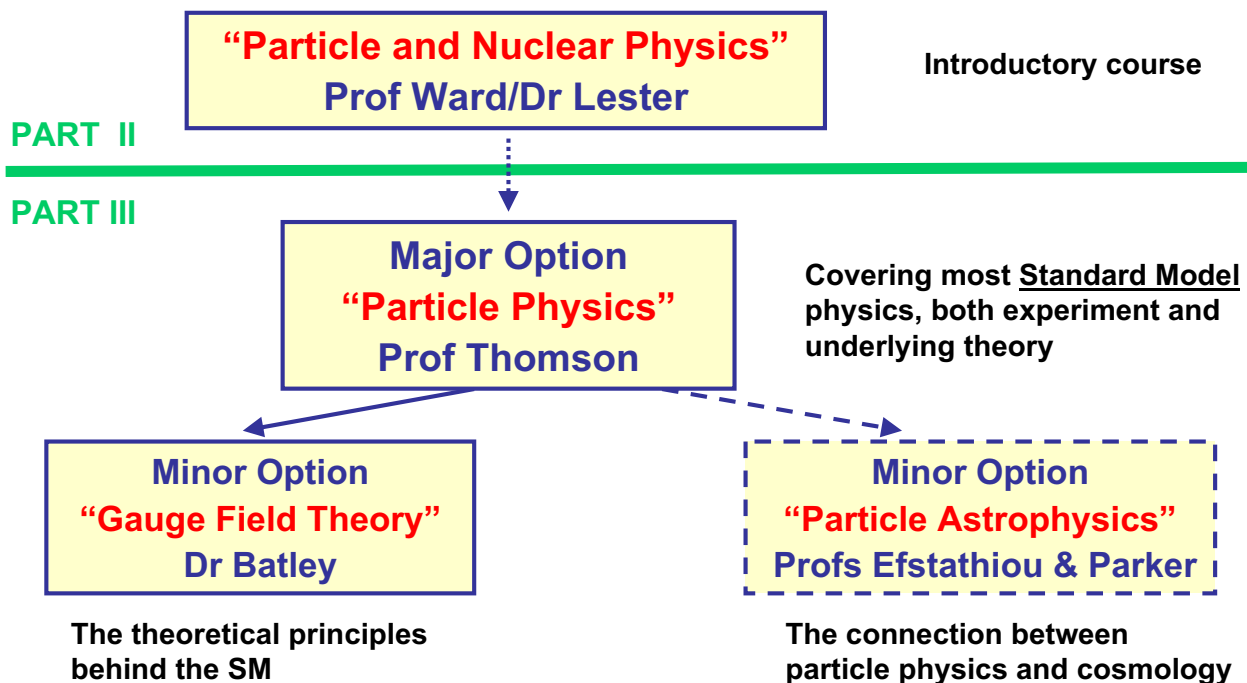 “Particle and Nuclear Physics”
Prof Ward/Dr Lester
Introductory course
PART II
PART III
Major Option
“Particle Physics”
Prof Thomson
Covering most Standard Model
physics, both experiment and
underlying theory
Minor Option
“Gauge Field Theory”
Dr Batley
Minor Option
“Particle Astrophysics”
Profs Efstathiou & Parker
The theoretical principles
behind the SM
The connection between
particle physics and cosmology